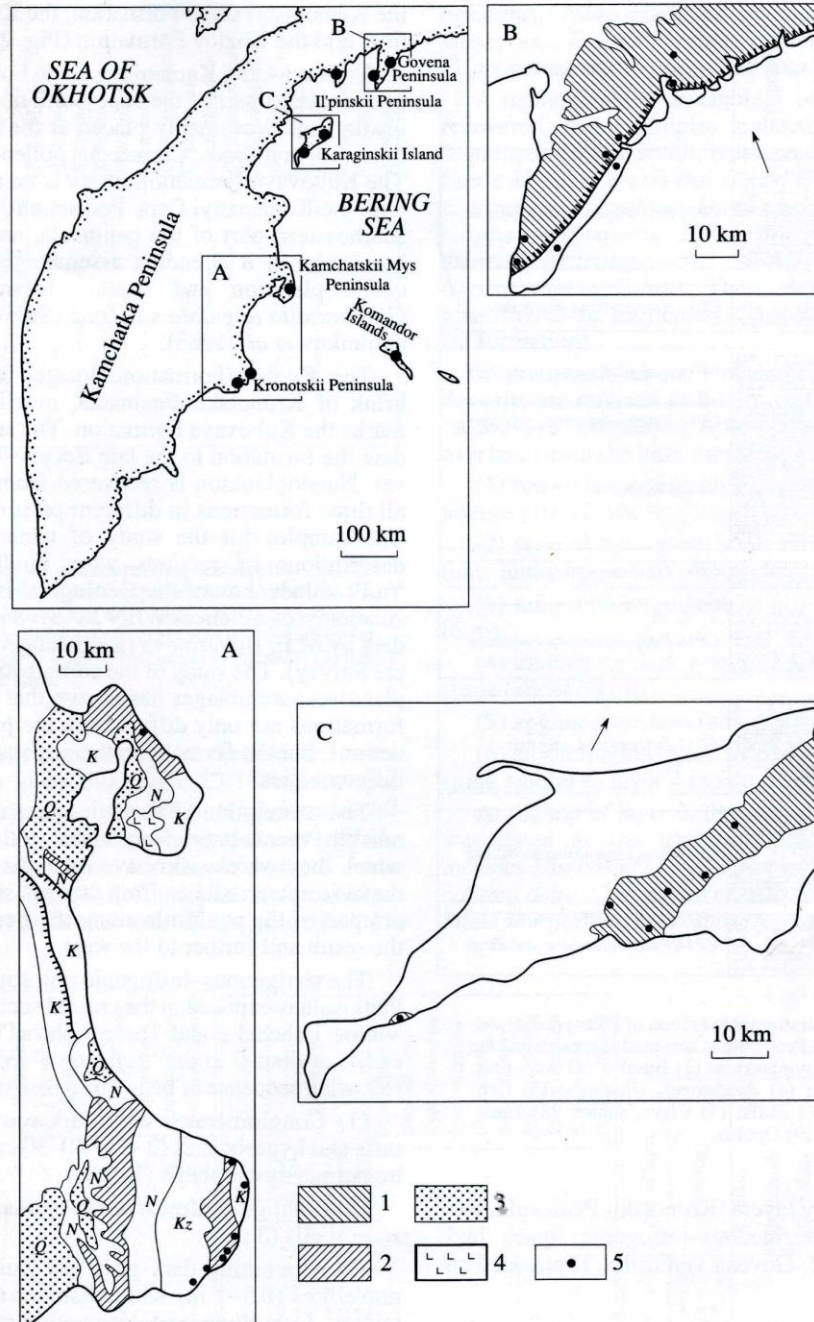 SEA OF
OKHOTSK
B
Govena
Peninsula
Il'pinskii Peninsula
C
Karaginskii Island
BERING
SEA
Kamchatka Peninsula
A
Kamchatskii Mys
Peninsula
Komandor
islands
Kronotskii Peninsula
100 km
B
10 km
A
10 km
K
Q
Q
N
K
Q
N
K
Q
N
N
Q
N
Q
N
Q
N
K
Kz
C
10 km
1
2
3
4
5